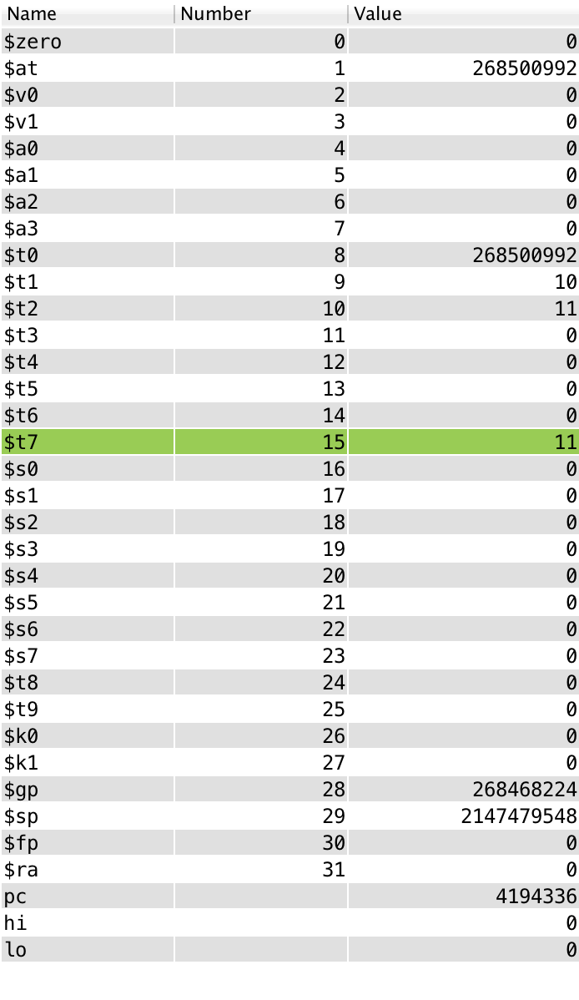 Name Number Value
$zero 0 0
$at 1 268500992
$v0 2 0
$v1 3 0
$a0 4 0
$a1 5 0
$a2 6 0
$a3 7 0
$t0 8 268500992
$t1 9 10
$t2 10 11
$t3 11 0
$t4 12 0
$t5 13 0
$t6 14 0
$t7 15 11
$s0 16 0
$s1 17 0
$s2 18 0
$s3 19 0
$s4 20 0
$s5 21 0
$s6 22 0
$s7 23 0
$t8 24 0
$t9 25 0
$k0 26 0
$k1 27 0
$gp 28 268468224
$sp 29 2147479548
$fp 30 0
$ra 31 0
pc 4194336
hi 0
lo 0